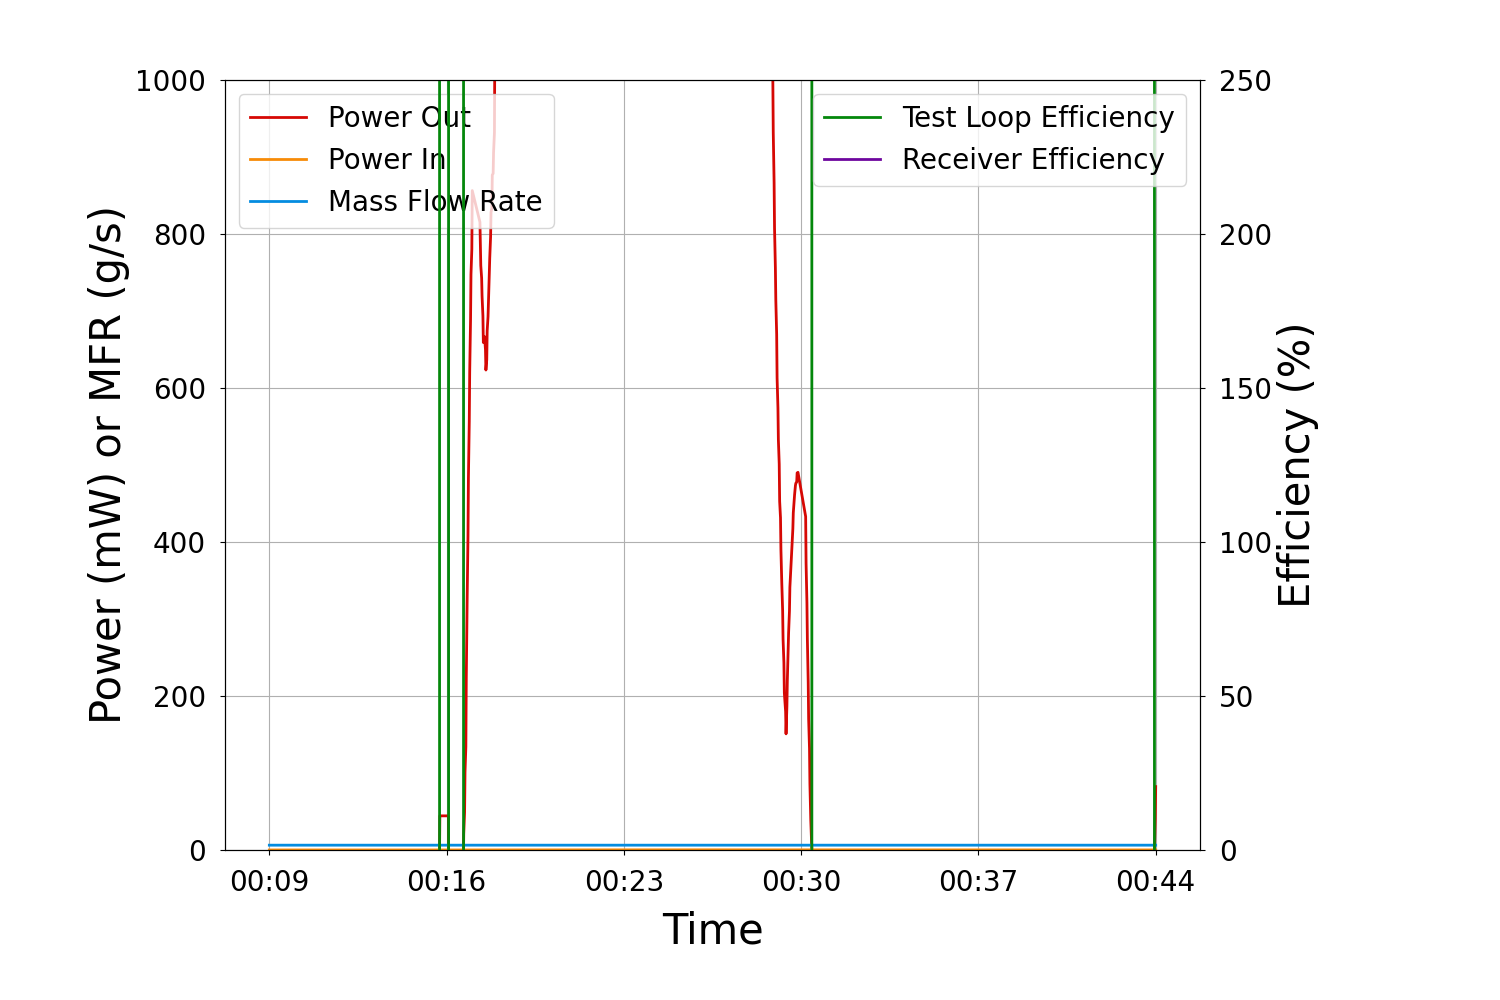 1000
800
600
400
200
0
Power (mW) or MFR (g/s)
Power Out
Power In
Mass Flow Rate
Test Loop Efficiency
Receiver Efficiency
250
200
150
100
50
0
Efficiency (%)
00:09 00:16 00:23 00:30 00:37 00:44
Time